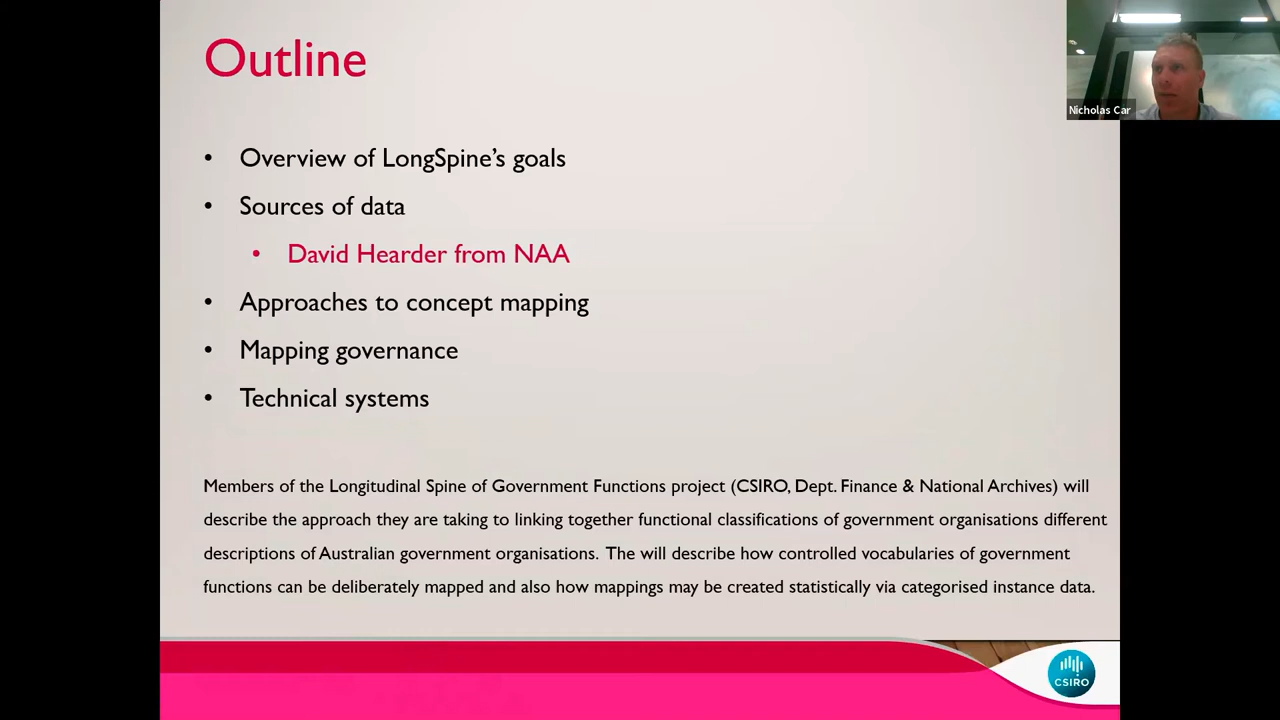 Outline
Nicholas Car
• Overview of LongSpine's goals
• Sources of data
• David Hearder from NAA
• Approaches to concept mapping
• Mapping governance
• Technical systems
Members of the Longitudinal Spine of Government Functions project (CSIRO, Dept. Finance & National Archives) will
describe the approach they are taking to linking together functional classifications of government organisations different
descriptions of Australian government organisations. The will describe how controlled vocabularies of government
functions can be deliberately mapped and also how mappings may be created statistically via categorised instance data.
CSIRO